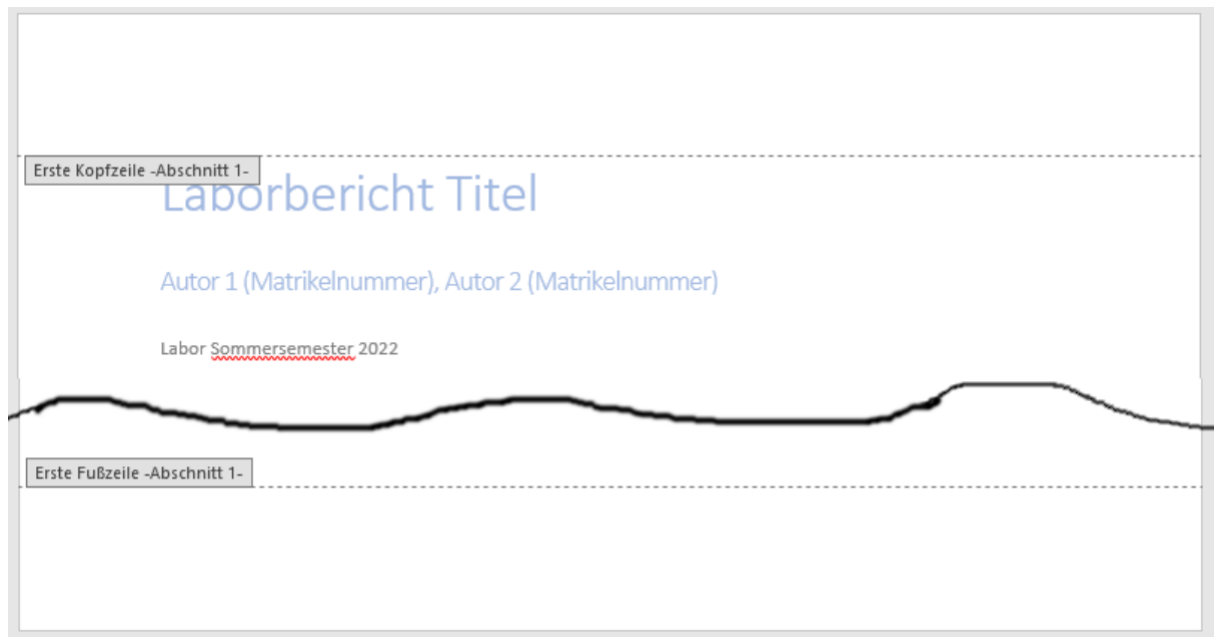 Erste Kopfzeile -Abschnitt 1-
Laborbericht Titel
Autor 1 (Matrikelnummer), Autor 2 (Matrikelnummer)
Labor Sommersemester 2022
Erste Fußzeile -Abschnitt 1-